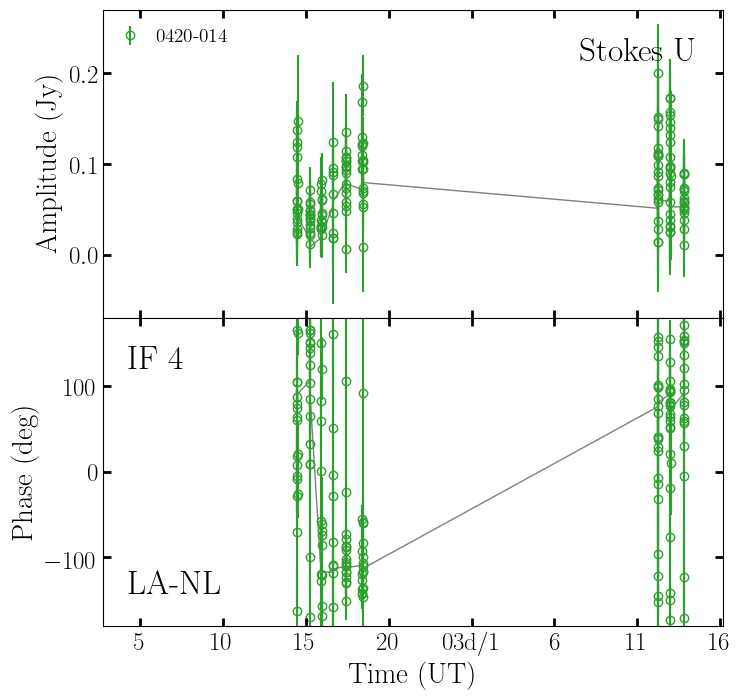 0420-014
Stokes U
Amplitude (Jy)
0.2
0.1
0.0
IF 4
Phase (deg)
100
0
−100
LA-NL
5 10 15 20 03d/1 6 11 16
Time (UT)